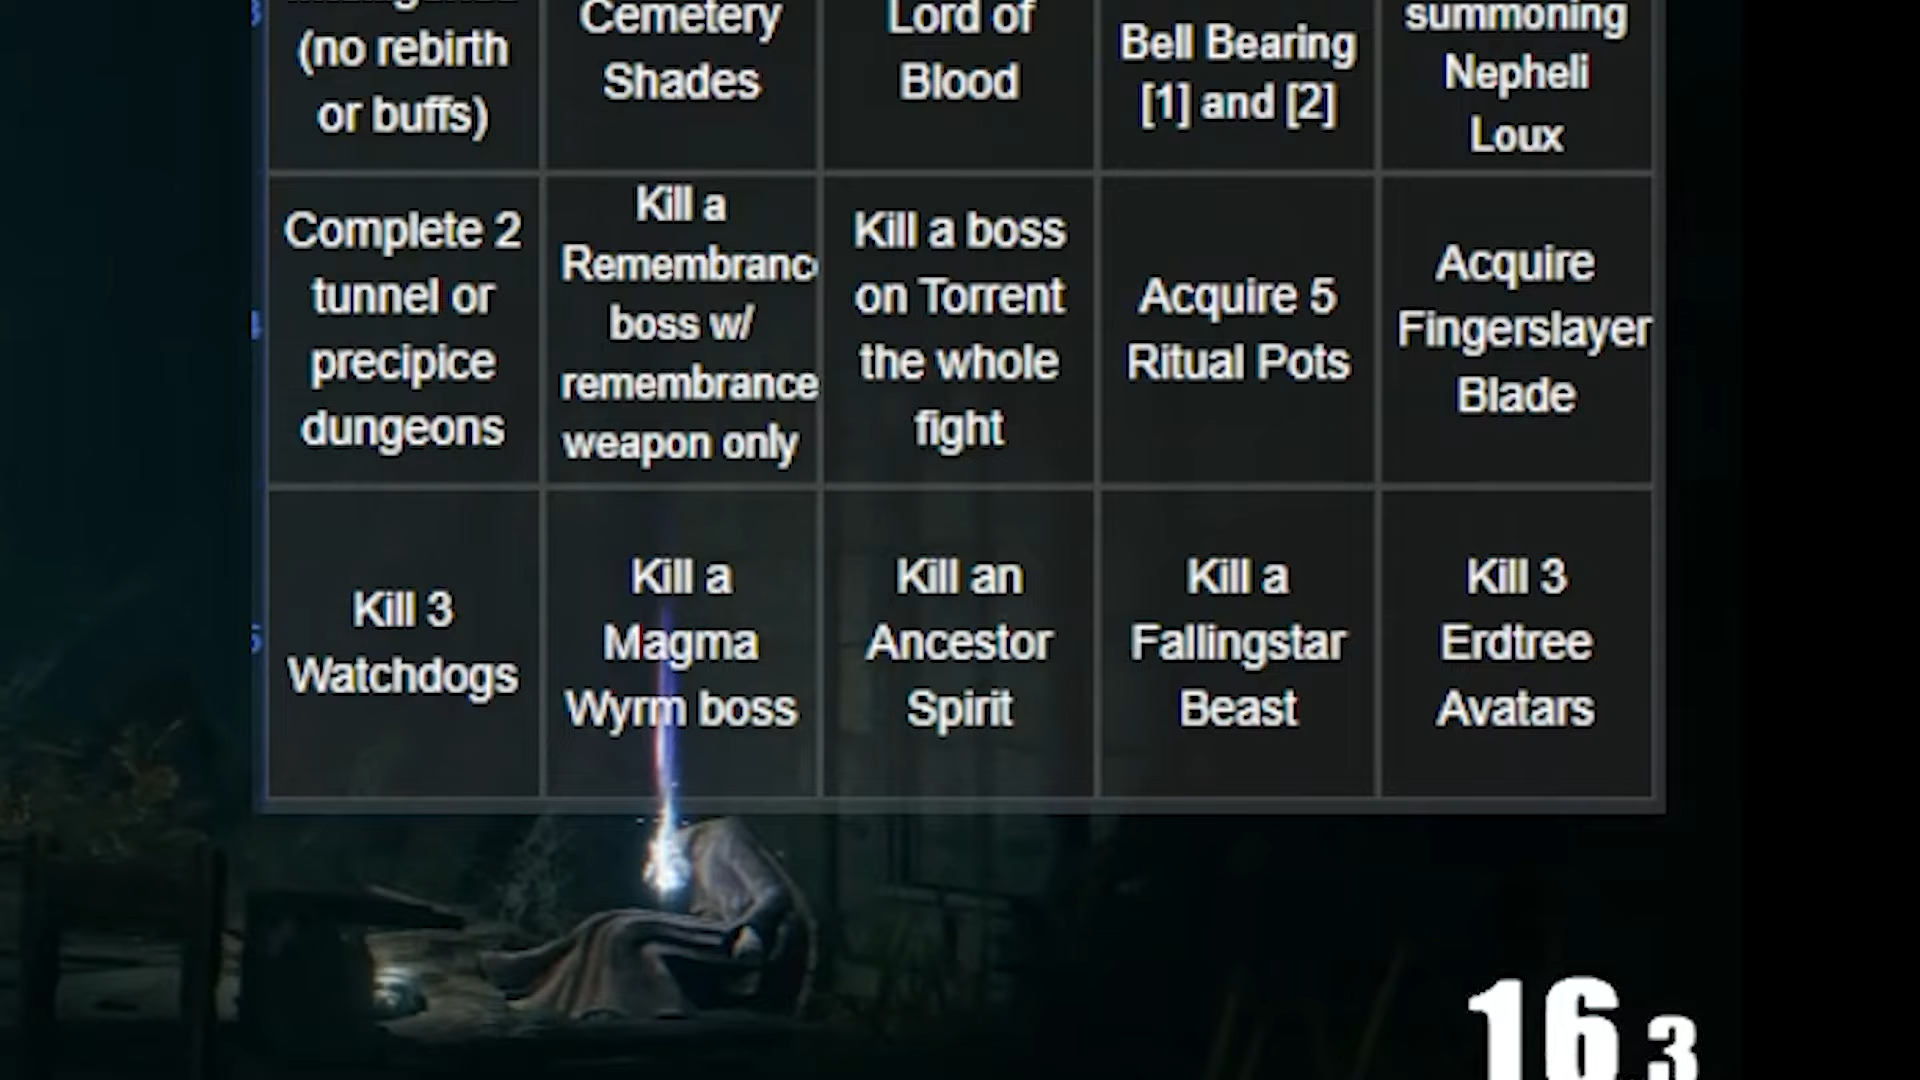 3
(no rebirth
or buffs)
Cemetery
Shades
Lord of
Blood
Bell Bearing
[1] and [2]
summoning
Nepheli
Loux
4
Complete 2
tunnel or
precipice
dungeons
Kill a
Remembranc
boss w/
remembrance
weapon only
Kill a boss
on Torrent
the whole
fight
Acquire 5
Ritual Pots
Acquire
Fingerslayer
Blade
5
Kill 3
Watchdogs
Kill a
Magma
Wyrm boss
Kill an
Ancestor
Spirit
Kill a
Fallingstar
Beast
Kill 3
Erdtree
Avatars
16.3